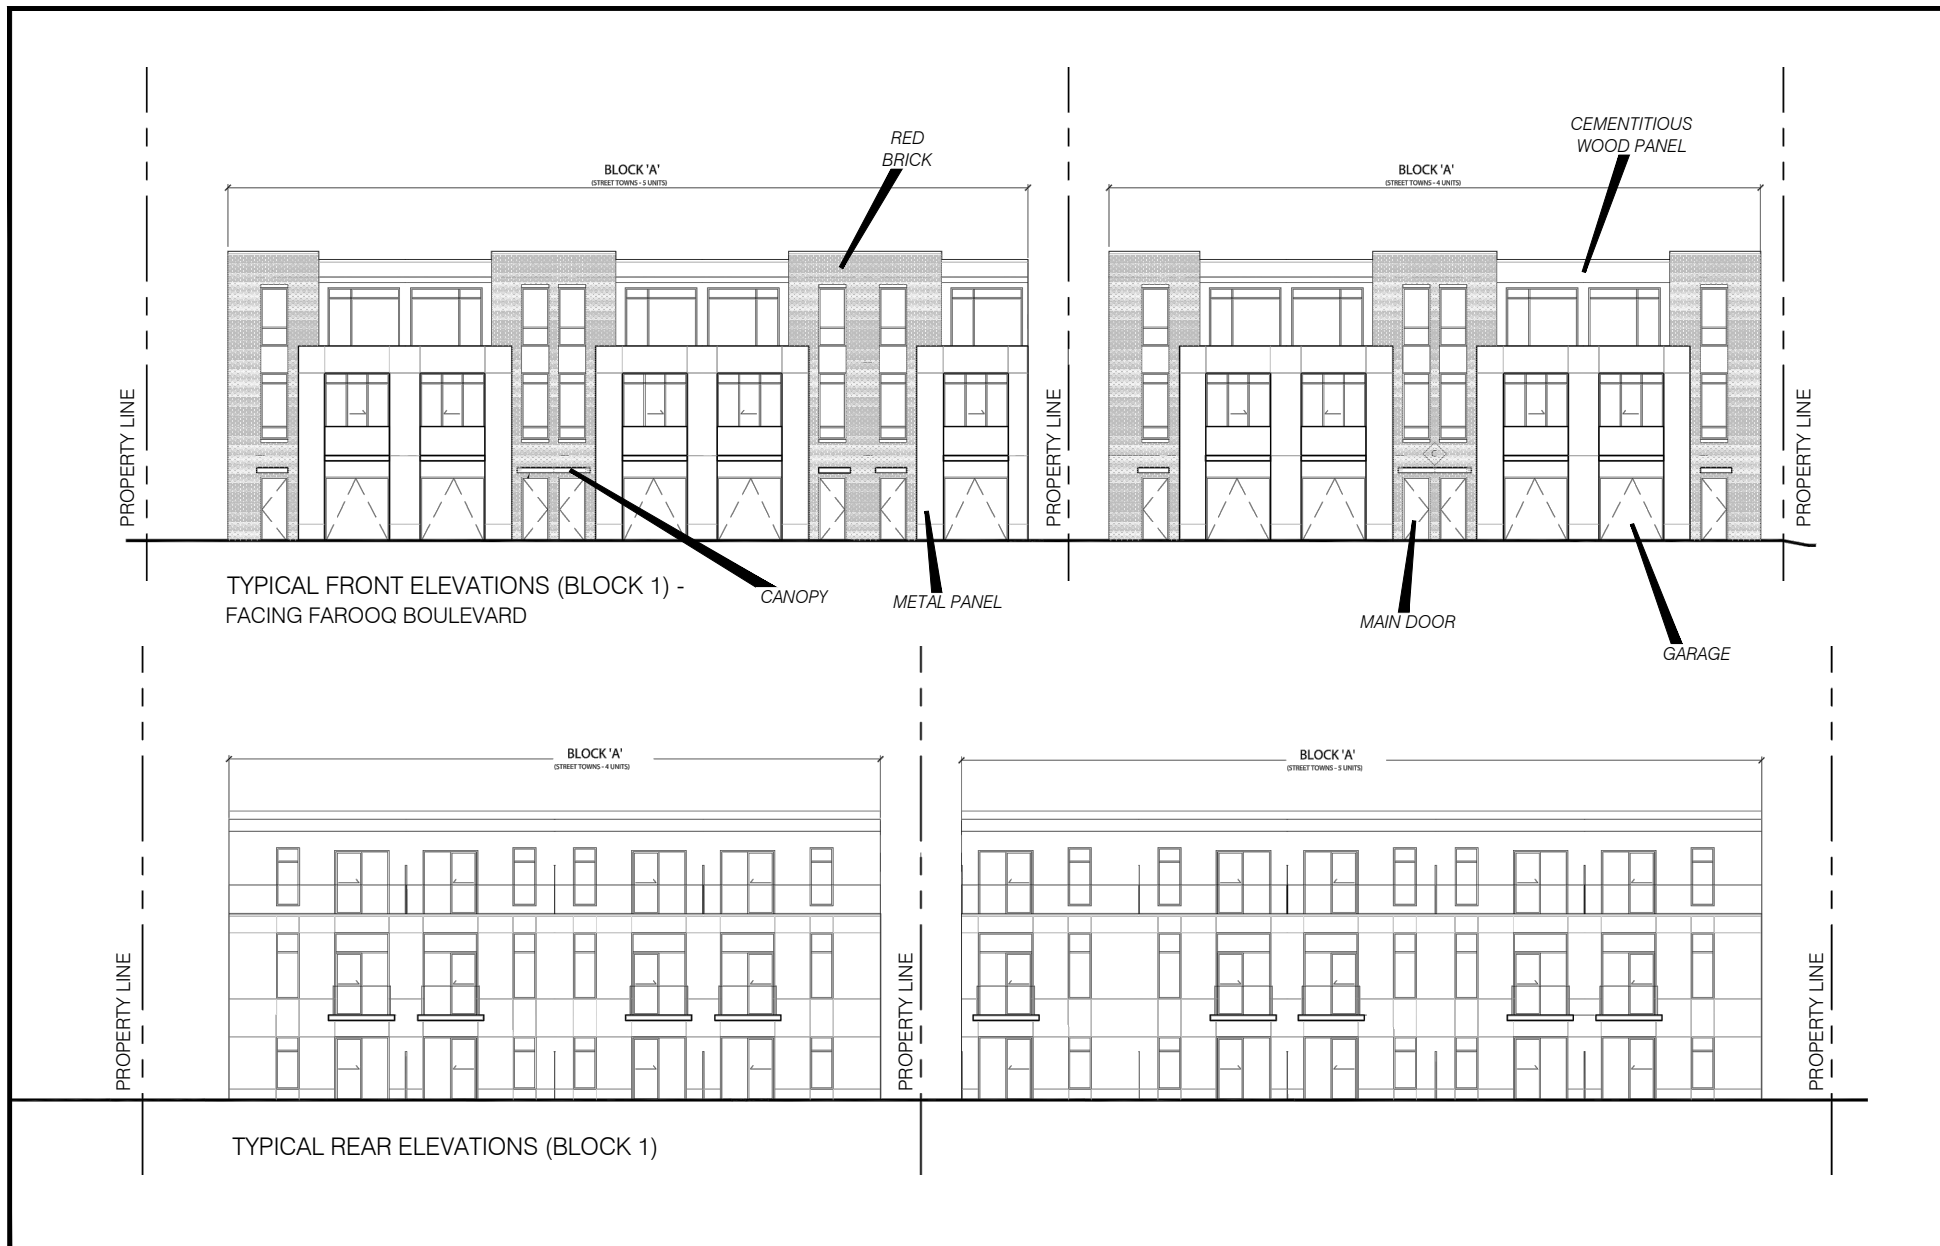 RED
BRICK
CEMENTITIOUS
WOOD PANEL
BLOCK 'A'
(STREET TOWNS - 5 UNITS)
BLOCK 'A'
(STREET TOWNS - 4 UNITS)
PROPERTY LINE
PROPERTY LINE
PROPERTY LINE
C
TYPICAL FRONT ELEVATIONS (BLOCK 1) -
FACING FAROOQ BOULEVARD
CANOPY
METAL PANEL
MAIN DOOR
GARAGE
BLOCK 'A'
(STREET TOWNS - 4 UNITS)
BLOCK 'A'
(STREET TOWNS - 5 UNITS)
PROPERTY LINE
PROPERTY LINE
PROPERTY LINE
TYPICAL REAR ELEVATIONS (BLOCK 1)